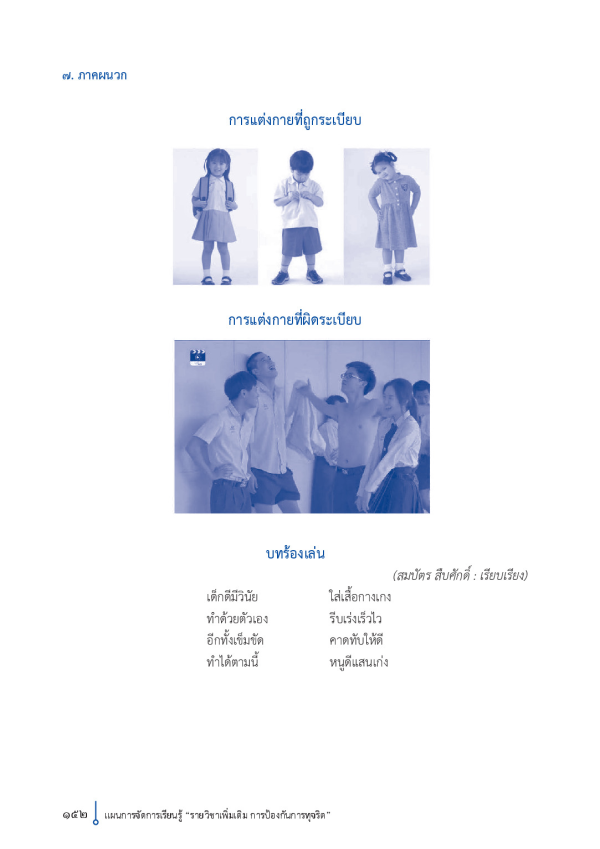 ๗. ภาคผนวก
การแต่งกายที่ถูกระเบียบ
การแต่งกายที่ผิดระเบียบ
บทร้องเล่น
(สมบัตร สืบศักดิ์ : เรียบเรียง)
เด็กดีมีวินัย ใส่เสื้อกางเกง
ทำด้วยตัวเอง รีบเร่งเร็วไว
อีกทั้งเข็มขัด คาดทับให้ดี
ทำได้ตามนี้ หนูดีแสนเก่ง
๑๕๒ แผนการจัดการเรียนรู้ “รายวิชาเพิ่มเติม การป้องกันการทุจริต”